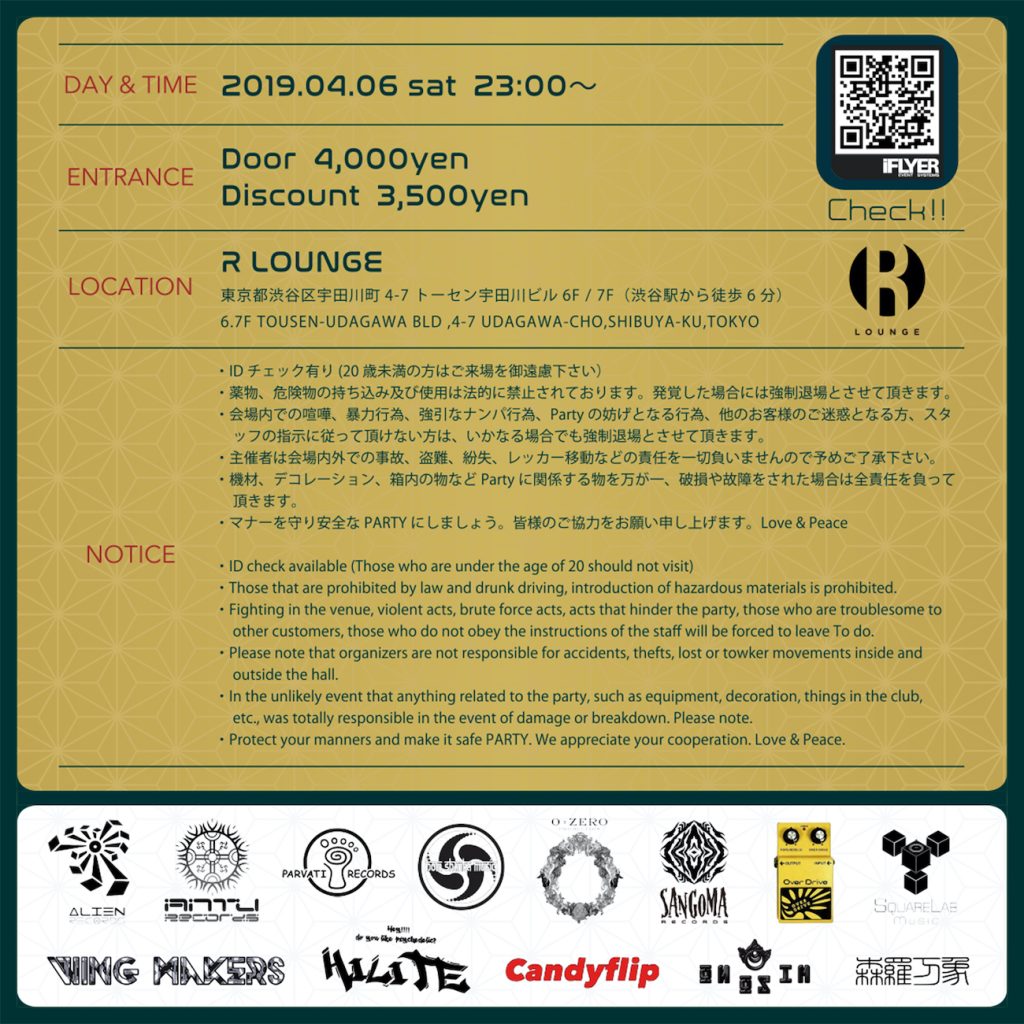 DAY & TIME 2019.04.06 sat 23:00～
iFLYER
EVENT SYSTEMS
Check!!
ENTRANCE
Door 4,000yen
Discount 3,500yen
LOCATION
R LOUNGE
東京都渋谷区宇田川町 4-7 トーセン宇田川ビル 6F / 7F（渋谷駅から徒歩 6 分）
6.7F TOUSEN-UDAGAWA BLD ,4-7 UDAGAWA-CHO,SHIBUYA-KU,TOKYO
R
LOUNGE
NOTICE
・ID チェック有り (20 歳未満の方はご来場を御遠慮下さい）
・薬物、危険物の持ち込み及び使用は法的に禁止されております。発覚した場合には強制退場とさせて頂きます。
・会場内での喧嘩、暴力行為、強引なナンパ行為、Party の妨げとなる行為、他のお客様のご迷惑となる方、スタ
ッフの指示に従って頂けない方は、いかなる場合でも強制退場とさせて頂きます。
・主催者は会場内外での事故、盗難、紛失、レッカー移動などの責任を一切負いませんので予めご了承下さい。
・機材、デコレーション、箱内の物など Party に関係する物を万が一、破損や故障をされた場合は全責任を負って
頂きます。
・マナーを守り安全な PARTY にしましょう。皆様のご協力をお願い申し上げます。Love & Peace
・ID check available (Those who are under the age of 20 should not visit)
・Those that are prohibited by law and drunk driving, introduction of hazardous materials is prohibited.
・Fighting in the venue, violent acts, brute force acts, acts that hinder the party, those who are troublesome to
other customers, those who do not obey the instructions of the staff will be forced to leave To do.
・Please note that organizers are not responsible for accidents, thefts, lost or towker movements inside and
outside the hall.
・In the unlikely event that anything related to the party, such as equipment, decoration, things in the club,
etc., was totally responsible in the event of damage or breakdown. Please note.
・Protect your manners and make it safe PARTY. We appreciate your cooperation. Love & Peace.
ALIEN
RECORDS
ANTU
RECORDS
PARVATI RECORDS
O-ZERO
SANGOMA
RECORDS
OUTPUT INPUT
Over Drive
SQUARELAB
MUSIC
WING MAKERS
Hey!!!!
do you like psychedelic?
HILITE
Candyflip
森羅万象